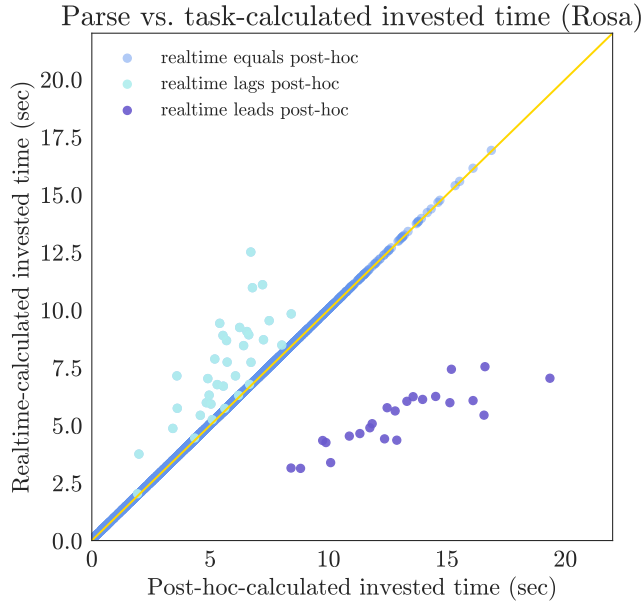 Parse vs. task-calculated invested time (Rosa)
realtime equals post-hoc
realtime lags post-hoc
realtime leads post-hoc
Realtime-calculated invested time (sec)
20.0
17.5
15.0
12.5
10.0
7.5
5.0
2.5
0.0
0
5
10
15
20
Post-hoc-calculated invested time (sec)